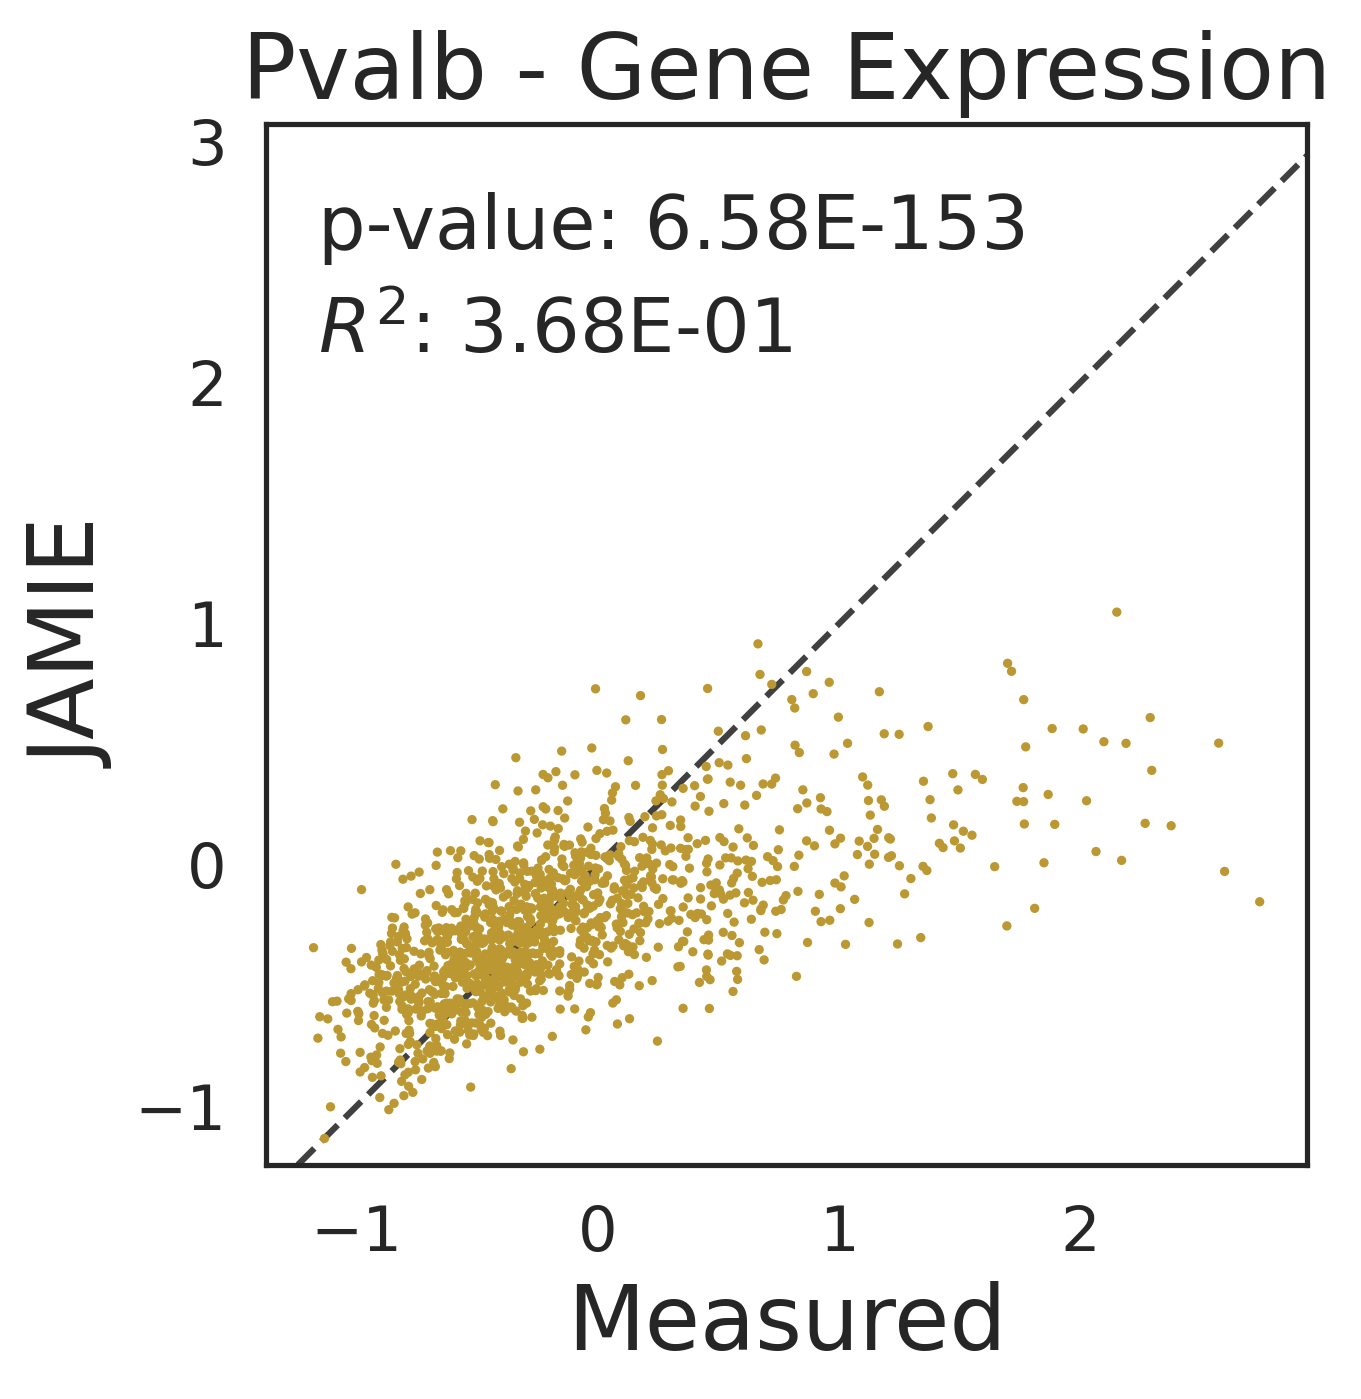 Pvalb - Gene Expression
3
p-value: 6.58E-153
R²: 3.68E-01
2
JAMIE
1
0
−1
−1 0 1 2
Measured